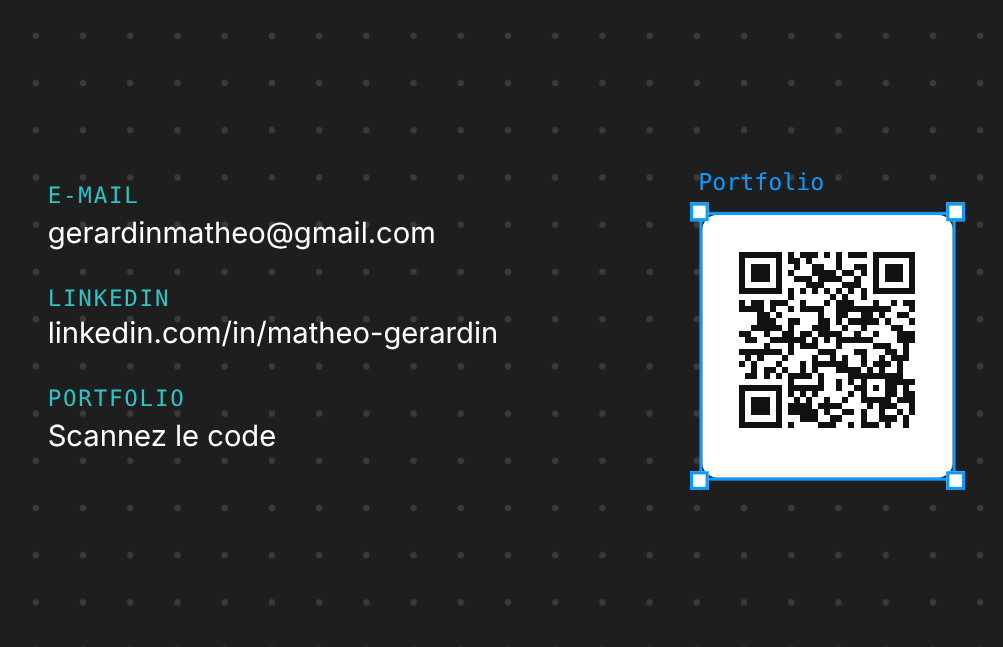 E-MAIL
gerardinmatheo@gmail.com
LINKEDIN
linkedin.com/in/matheo-gerardin
PORTFOLIO
Scannez le code
Portfolio